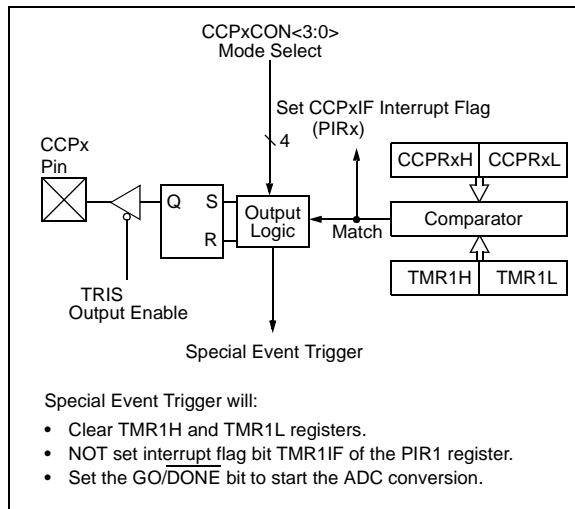 CCPxCON<3:0>
Mode Select
Set CCPxIF Interrupt Flag
(PIRx)
CCPx
Pin
4
CCPRxH CCPRxL
Q S
R
Output
Logic
Match
Comparator
TRIS
Output Enable
TMR1H TMR1L
Special Event Trigger
Special Event Trigger will:
• Clear TMR1H and TMR1L registers.
• NOT set interrupt flag bit TMR1IF of the PIR1 register.
• Set the GO/DONE bit to start the ADC conversion.